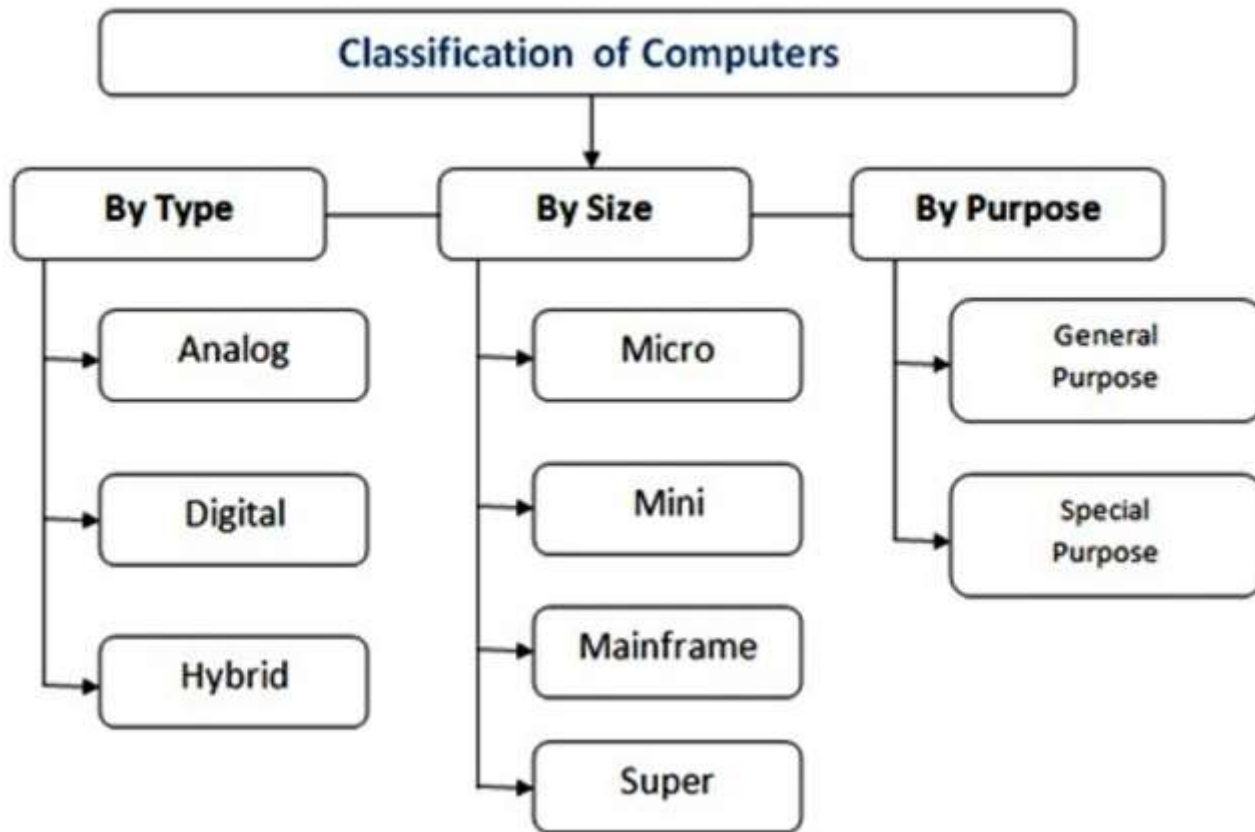 Classification of Computers
By Type
By Size
By Purpose
Analog
Micro
General
Purpose
Digital
Mini
Special
Purpose
Hybrid
Mainframe
Super